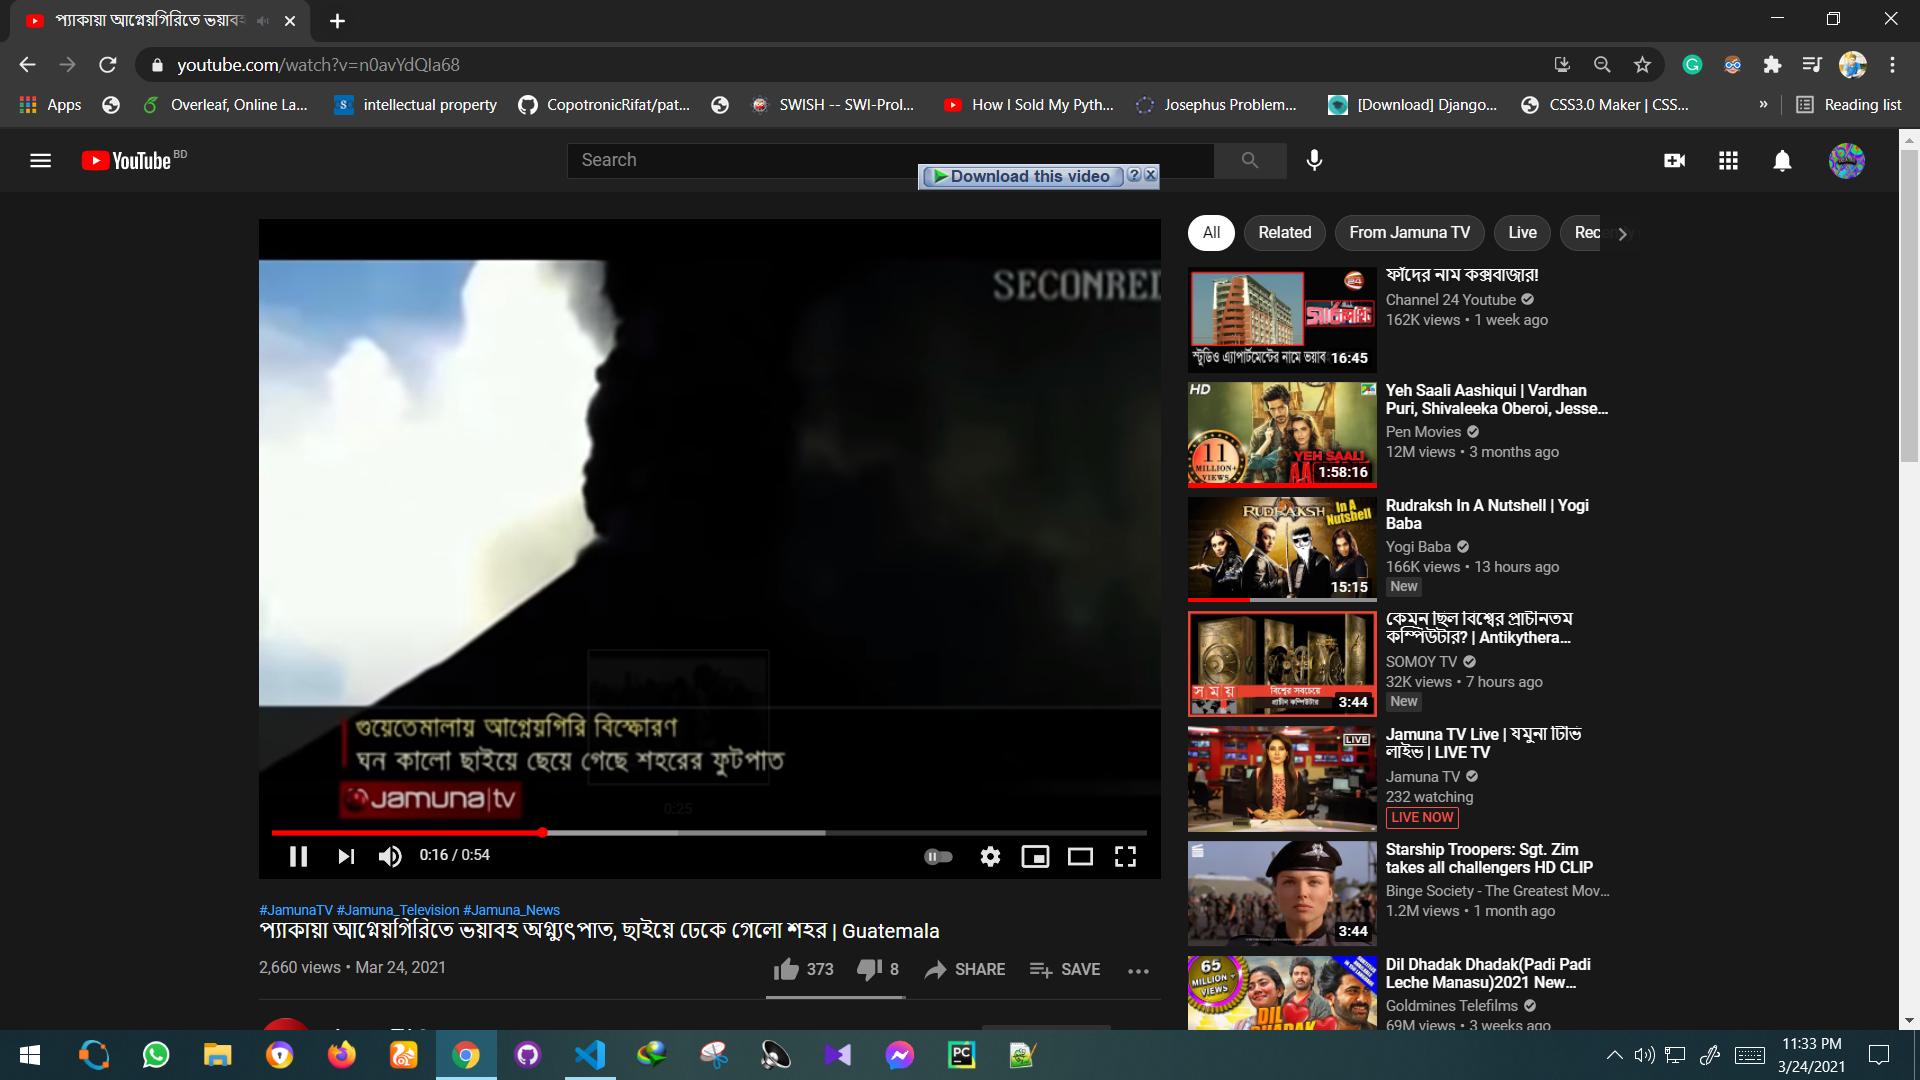 প্যাকায়া আগ্নেয়গিরিতে ভয়াবহ
youtube.com/watch?v=n0avYdQIa68
Apps
Overleaf, Online La...
intellectual property
CopotronicRifat/pat...
SWISH -- SWI-Prol...
How I Sold My Pyth...
Josephus Problem...
[Download] Django...
CSS3.0 Maker | CSS...
»
Reading list
YouTube BD
Search
Download this video
All
Related
From Jamuna TV
Live
SECONRED
গুয়েতেমালায় আগ্নেয়গিরি বিস্ফোরণ
ঘন কালো ছাইয়ে ছেয়ে গেছে শহরের ফুটপাত
Jamuna|tv
0:25
0:16 / 0:54
#JamunaTV #Jamuna_Television #Jamuna_News
প্যাকায়া আগ্নেয়গিরিতে ভয়াবহ অগ্ন্যুৎপাত, ছাইয়ে ঢেকে গেলো শহর | Guatemala
2,660 views • Mar 24, 2021
373
8
SHARE
SAVE
24
স্টুডিও এ্যাপার্টমেন্টের নামে ভয়াব
16:45
ফাঁদের নাম কক্সবাজার!
Channel 24 Youtube
162K views • 1 week ago
HD
11
MILLION+
VIEWS
YEH SAALI
1:58:16
Yeh Saali Aashiqui | Vardhan
Puri, Shivaleeka Oberoi, Jesse...
Pen Movies
12M views • 3 months ago
RUDRAKSH
In A
Nutshell
15:15
Rudraksh In A Nutshell | Yogi
Baba
Yogi Baba
166K views • 13 hours ago
New
সময়
বিশ্বের সবচেয়ে
প্রাচীন কম্পিউটার
3:44
কেমন ছিল বিশ্বের প্রাচীনতম
কম্পিউটার? | Antikythera...
SOMOY TV
32K views • 7 hours ago
New
LIVE
Jamuna TV Live | যমুনা টিভি
লাইভ | LIVE TV
Jamuna TV
232 watching
LIVE NOW
3:44
Starship Troopers: Sgt. Zim
takes all challengers HD CLIP
Binge Society - The Greatest Mov...
1.2M views • 1 month ago
65
MILLION+
VIEWS
DIL
Dil Dhadak Dhadak(Padi Padi
Leche Manasu)2021 New...
Goldmines Telefilms
69M views • 3 weeks ago
11:33 PM
3/24/2021